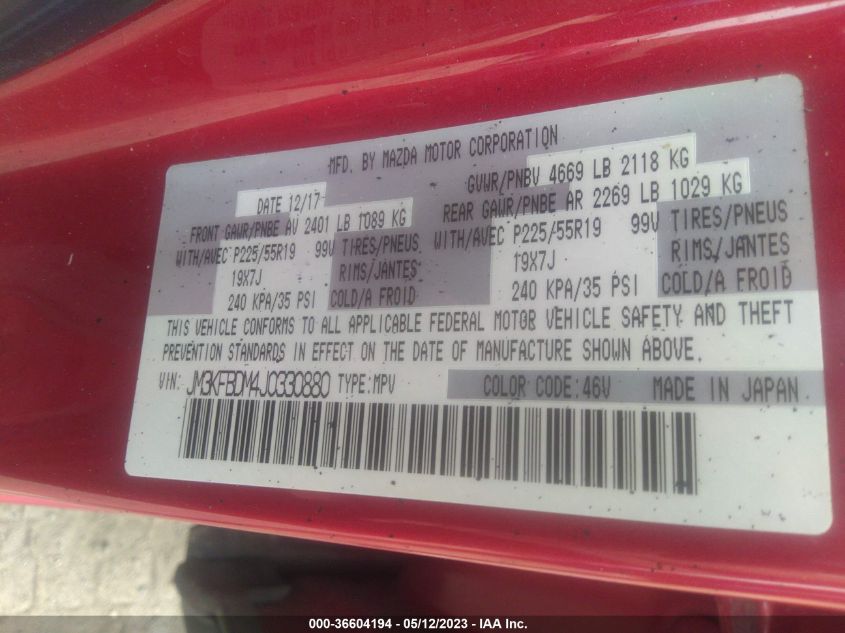 MFD. BY MAZDA MOTOR CORPORATION
DATE 12/17 GVWR/PNBV 4669 LB 2118 KG
FRONT GAWR/PNBE AV 2401 LB 1089 KG REAR GAWR/PNBE AR 2269 LB 1029 KG
WITH/AVEC P225/55R19 99V TIRES/PNEUS WITH/AVEC P225/55R19 99V TIRES/PNEUS
19X7J RIMS/JANTES 19X7J RIMS/JANTES
240 KPA/35 PSI COLD/A FROID 240 KPA/35 PSI COLD/A FROID
THIS VEHICLE CONFORMS TO ALL APPLICABLE FEDERAL MOTOR VEHICLE SAFETY AND THEFT
PREVENTION STANDARDS IN EFFECT ON THE DATE OF MANUFACTURE SHOWN ABOVE.
VIN: JM3KFBDM4J0330880 TYPE:MPV COLOR CODE:46V MADE IN JAPAN
000-36604194 - 05/12/2023 - IAA Inc.